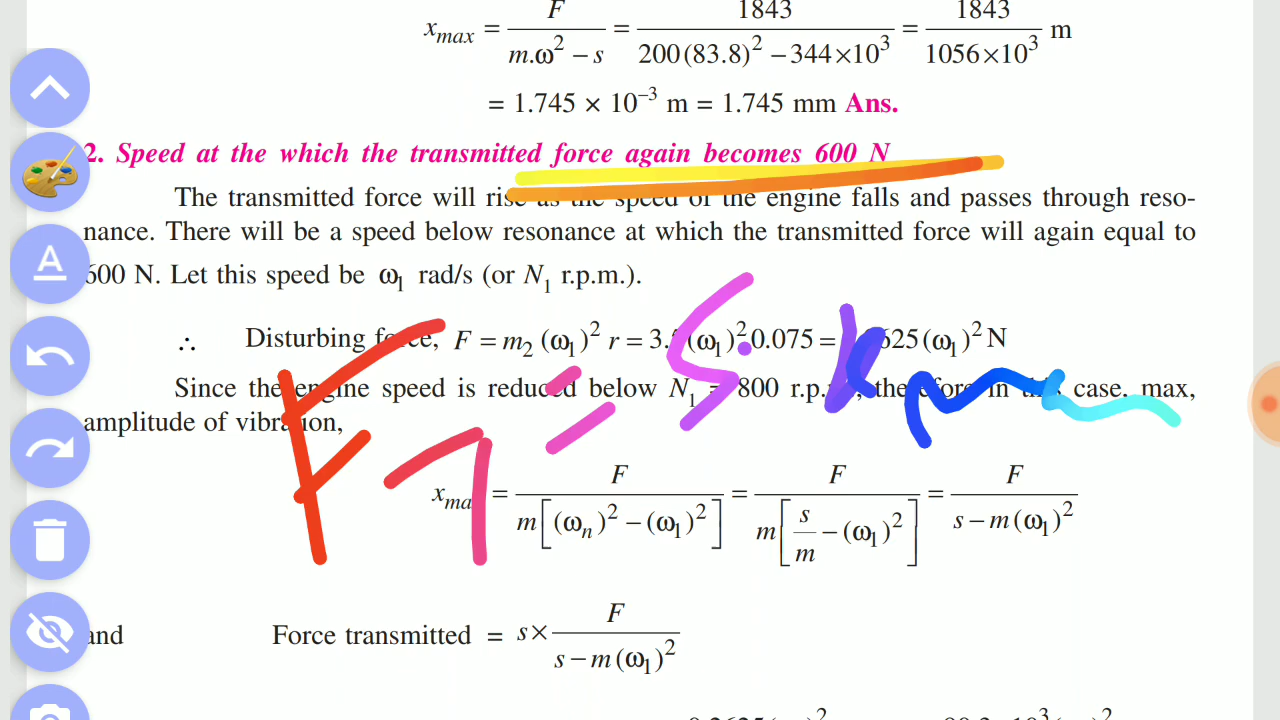 x_max = F / (m.ω² – s) = 1843 / (200(83.8)² – 344×10³) = 1843 / (1056×10³) m
= 1.745 × 10⁻³ m = 1.745 mm Ans.
2. Speed at the which the transmitted force again becomes 600 N
The transmitted force will rise as the speed of the engine falls and passes through reso-
nance. There will be a speed below resonance at which the transmitted force will again equal to
600 N. Let this speed be ω₁ rad/s (or N₁ r.p.m.).
∴ Disturbing force, F = m₂ (ω₁)² r = 3. (ω₁)² 0.075 = 625 (ω₁)² N
Since the engine speed is reduced below N₁ = 800 r.p. therefore in this case, max,
amplitude of vibration,
x_ma = F / m[(ω_n)² – (ω₁)²] = F / m[s/m – (ω₁)²] = F / (s – m(ω₁)²)
and Force transmitted = s × F / (s – m(ω₁)²)